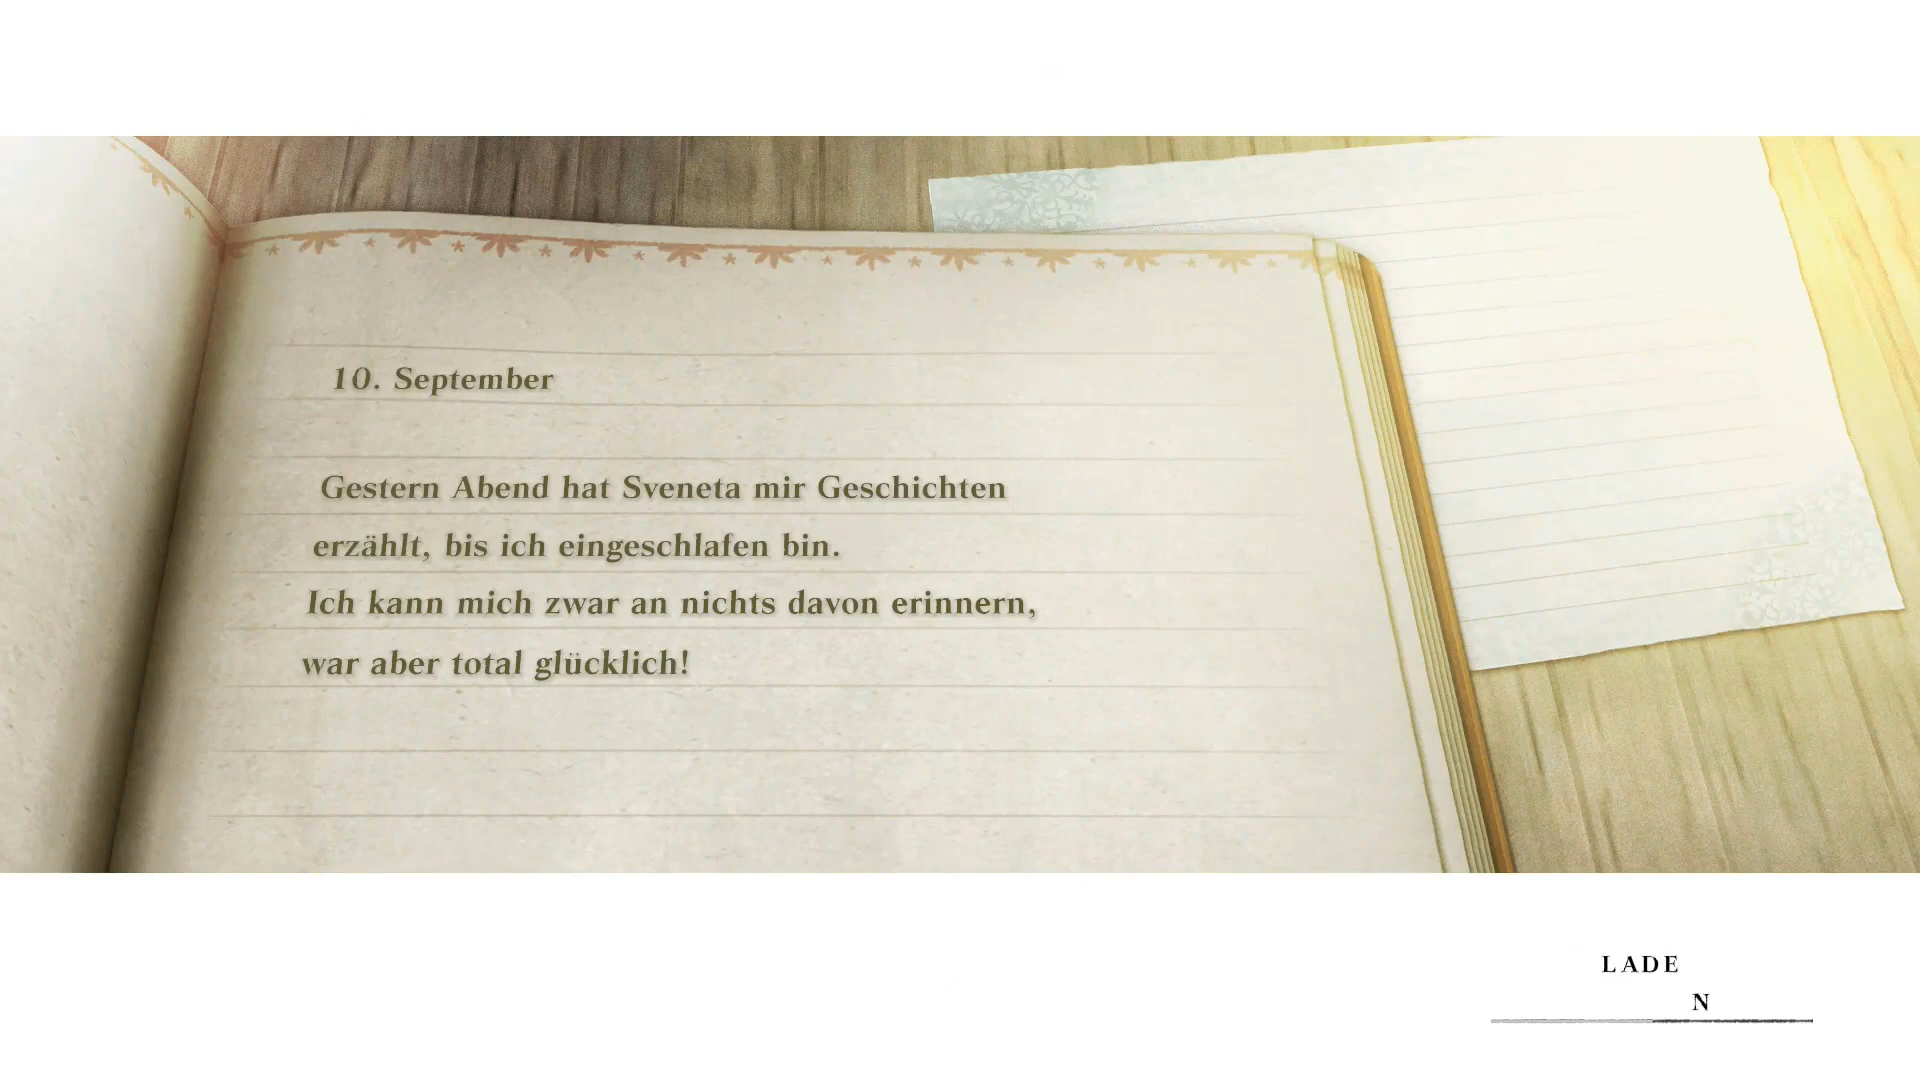 10. September
Gestern Abend hat Sveneta mir Geschichten
erzählt, bis ich eingeschlafen bin.
Ich kann mich zwar an nichts davon erinnern,
war aber total glücklich!
LADE
N